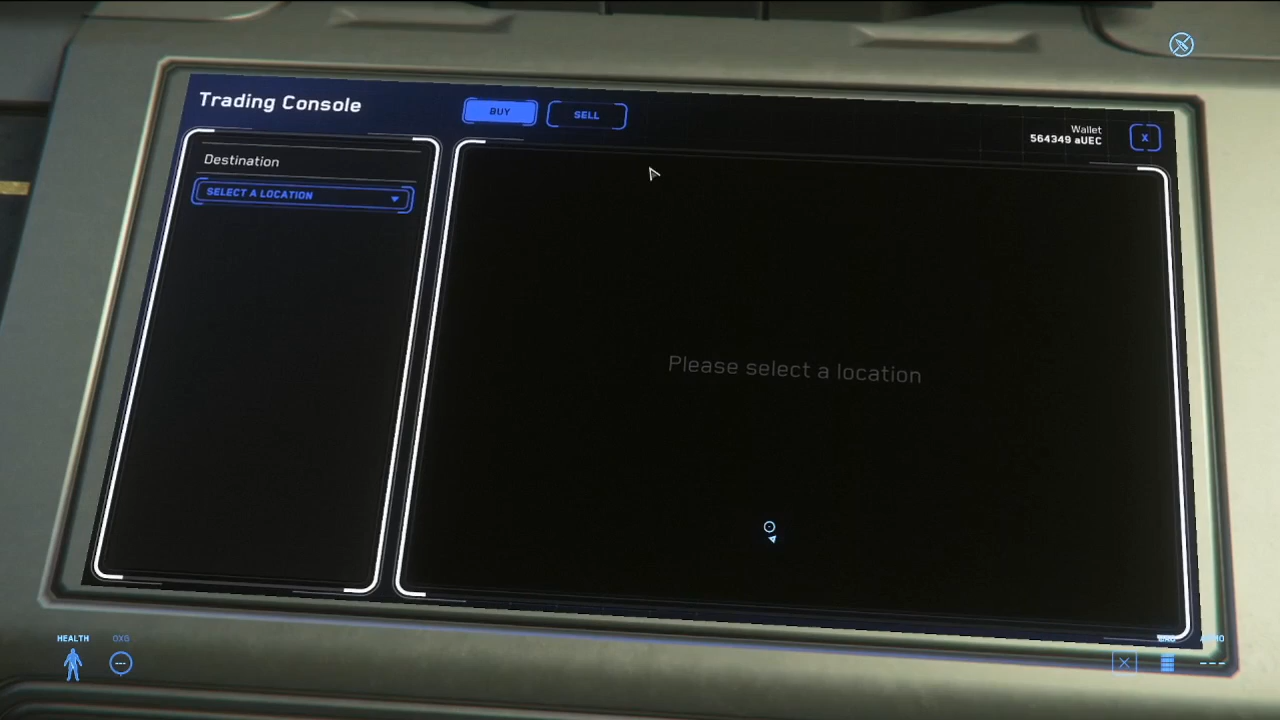 Trading Console
BUY
SELL
Wallet
564349 aUEC
X
Destination
SELECT A LOCATION
Please select a location
HEALTH
OXG